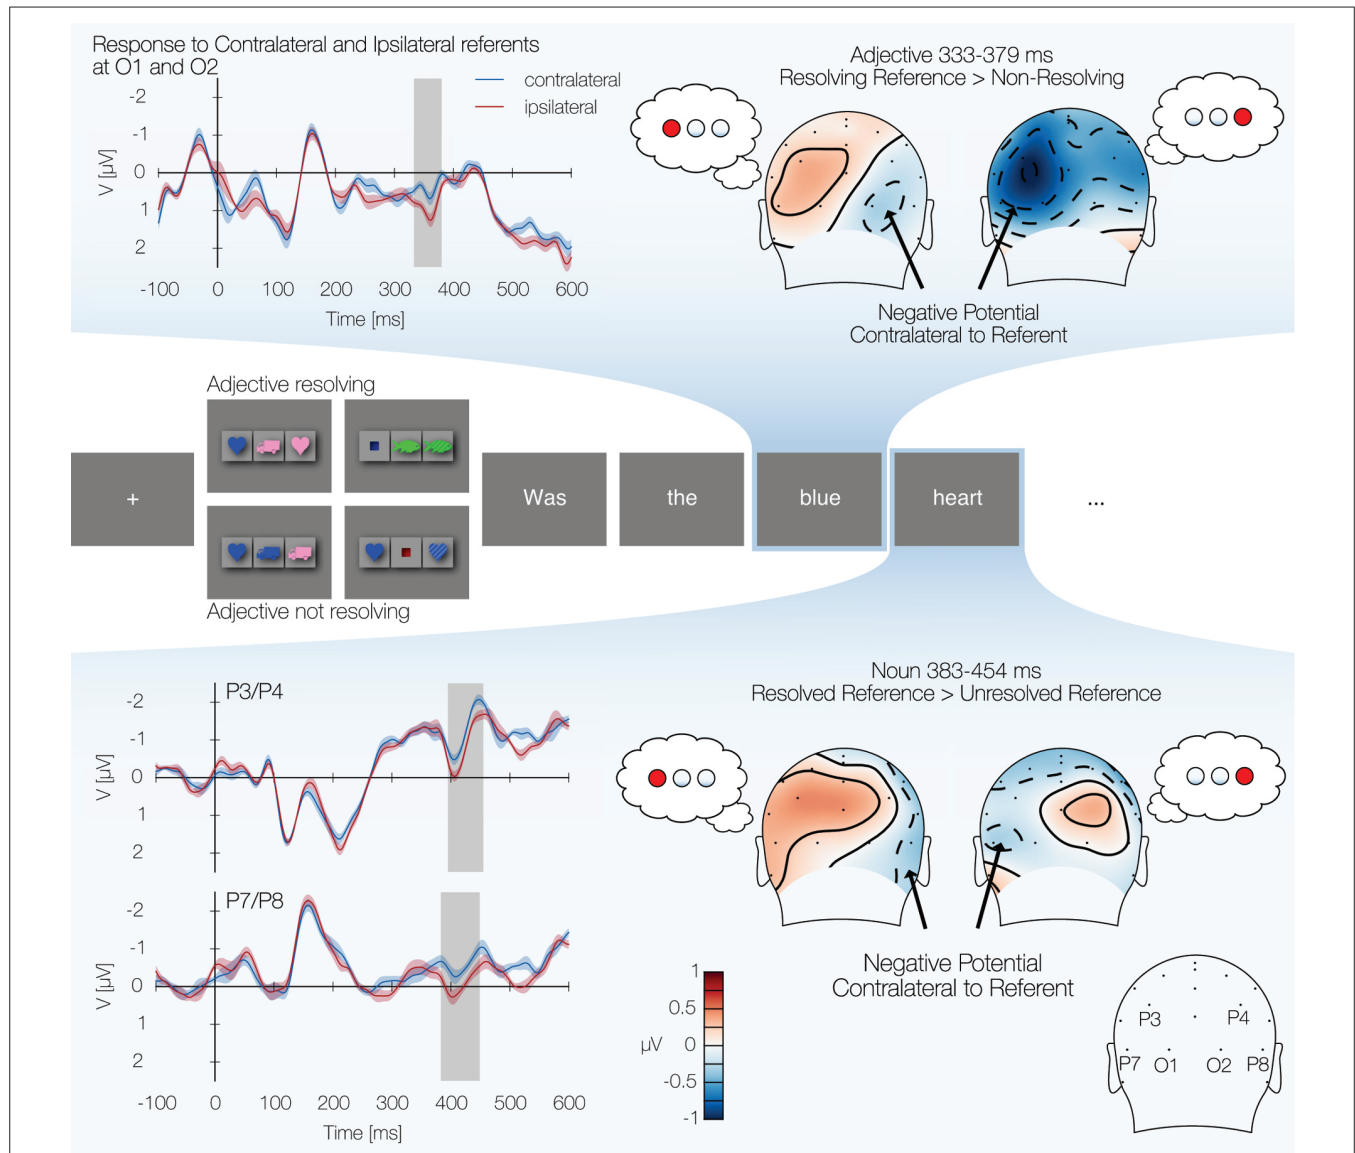 Response to Contralateral and Ipsilateral referents
at O1 and O2
contralateral
ipsilateral
-2
-1
0
1
2
V [µV]
-100 0 100 200 300 400 500 600
Time [ms]
Adjective 333-379 ms
Resolving Reference > Non-Resolving
Negative Potential
Contralateral to Referent
Adjective resolving
+
Was
the
blue
heart
...
Adjective not resolving
P3/P4
-2
-1
0
1
2
V [µV]
P7/P8
-2
-1
0
1
2
V [µV]
-100 0 100 200 300 400 500 600
Time [ms]
Noun 383-454 ms
Resolved Reference > Unresolved Reference
Negative Potential
Contralateral to Referent
1
0.5
µV 0
-0.5
-1
P3 P4
P7 O1 O2 P8